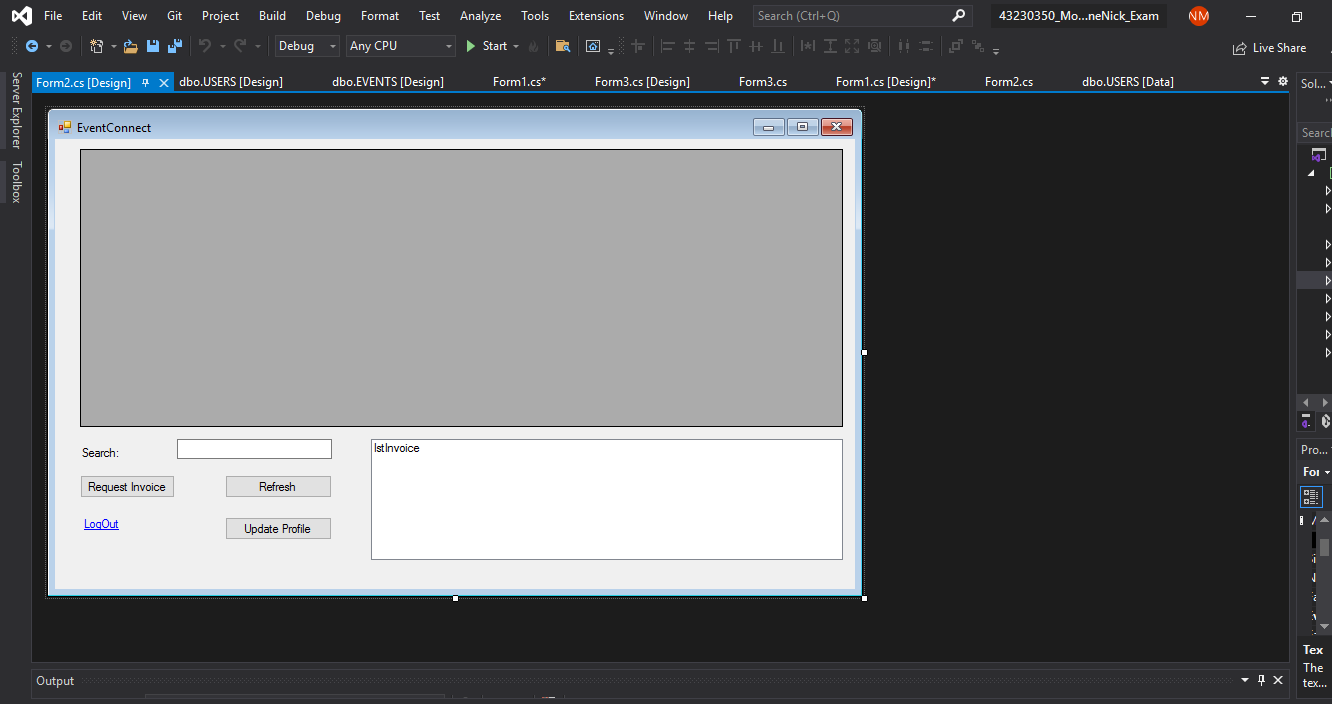 File Edit View Git Project Build Debug Format Test Analyze Tools Extensions Window Help Search (Ctrl+Q) 43230350_Mo...neNick_Exam NM
Debug Any CPU Start Live Share
Form2.cs [Design] dbo.USERS [Design] dbo.EVENTS [Design] Form1.cs* Form3.cs [Design] Form3.cs Form1.cs [Design]* Form2.cs dbo.USERS [Data] Sol...
Server Explorer
Toolbox
EventConnect
Search:
lstInvoice
Request Invoice Refresh
LogOut
Update Profile
Output
Pro...
Tex
The
tex...